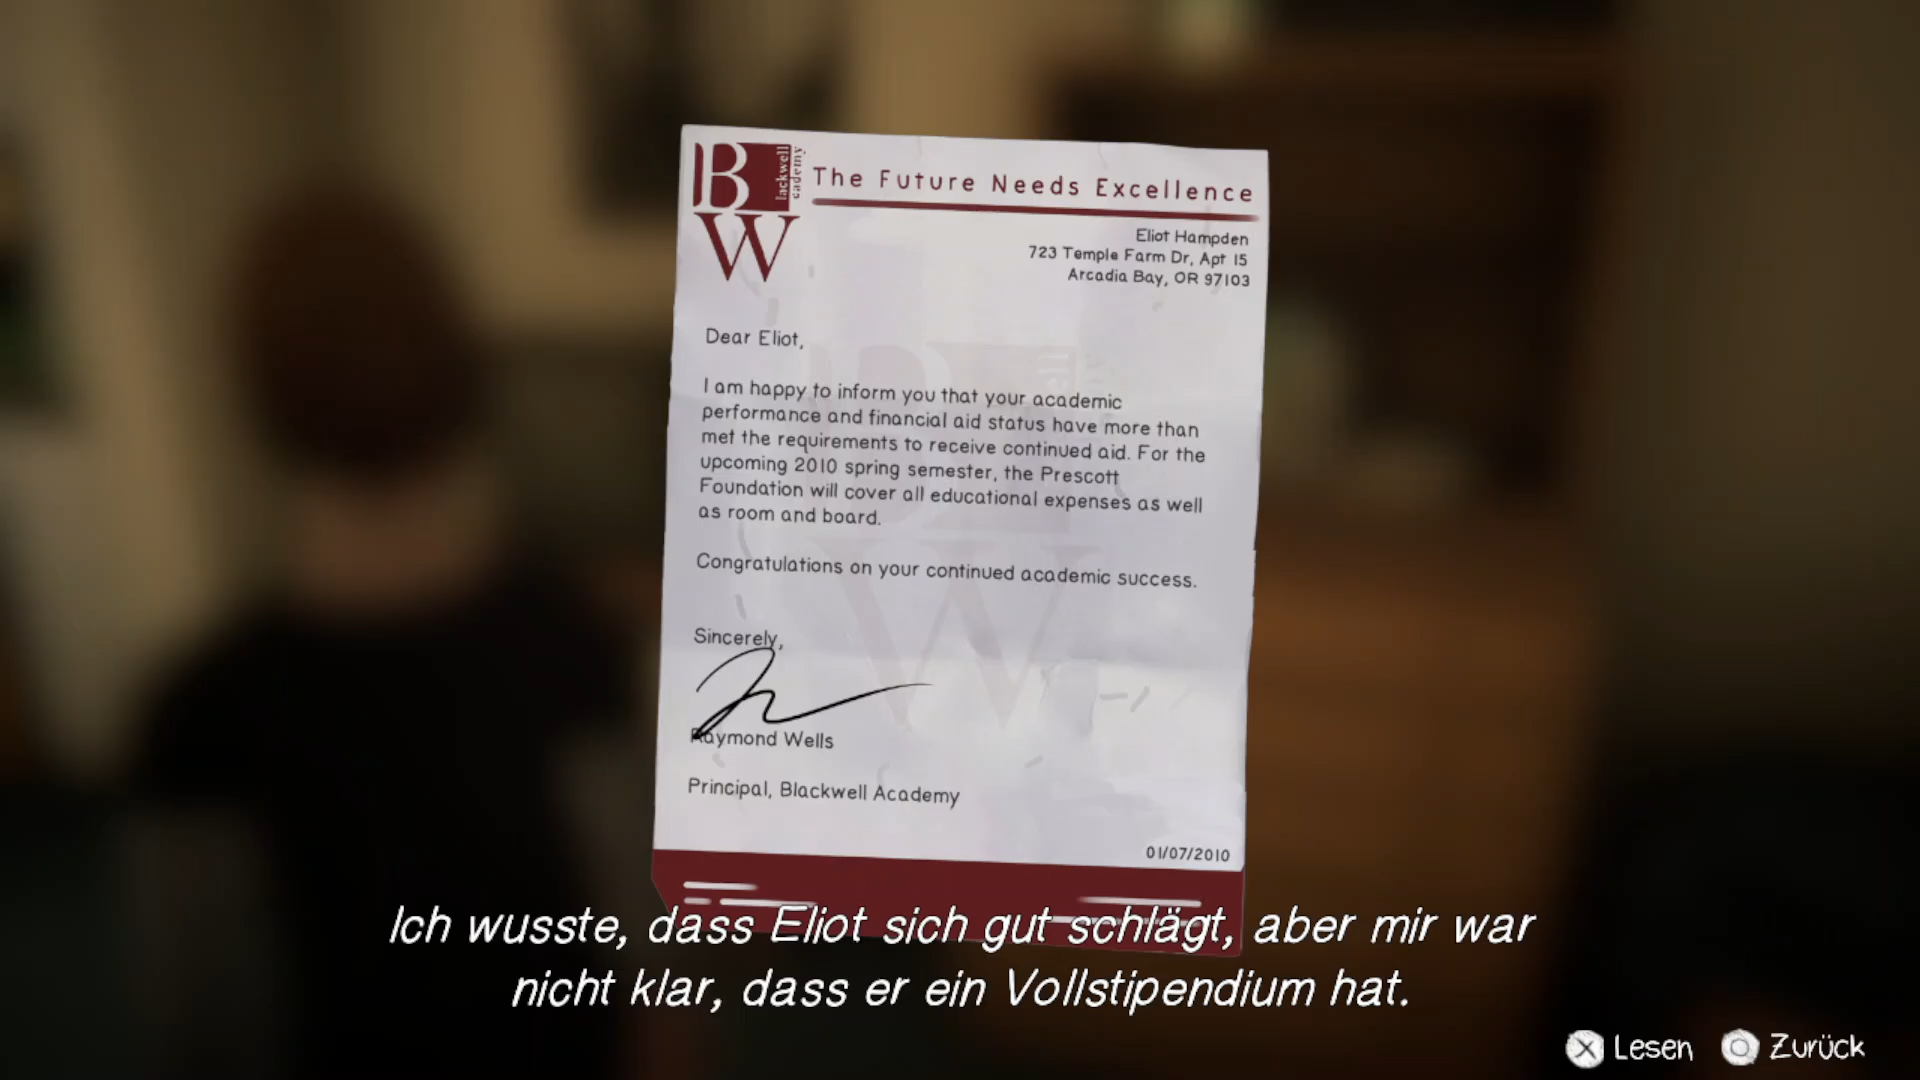 B
lackwell
cademy
W
The Future Needs Excellence
Eliot Hampden
723 Temple Farm Dr, Apt 15
Arcadia Bay, OR 97103
Dear Eliot,
I am happy to inform you that your academic
performance and financial aid status have more than
met the requirements to receive continued aid. For the
upcoming 2010 spring semester, the Prescott
Foundation will cover all educational expenses as well
as room and board.
Congratulations on your continued academic success.
Sincerely,
Raymond Wells
Principal, Blackwell Academy
01/07/2010
Ich wusste, dass Eliot sich gut schlägt, aber mir war
nicht klar, dass er ein Vollstipendium hat.
Lesen Zurück